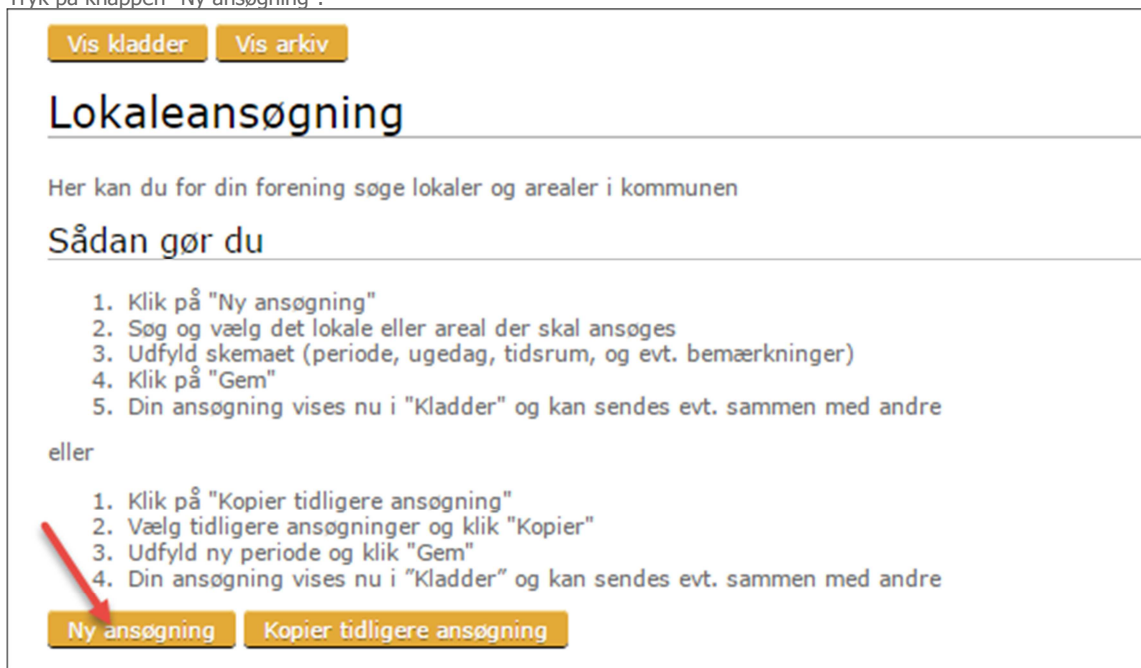 Tryk på knappen "Ny ansøgning".
Vis kladder Vis arkiv
Lokaleansøgning
Her kan du for din forening søge lokaler og arealer i kommunen
Sådan gør du
1. Klik på "Ny ansøgning"
2. Søg og vælg det lokale eller areal der skal ansøges
3. Udfyld skemaet (periode, ugedag, tidsrum, og evt. bemærkninger)
4. Klik på "Gem"
5. Din ansøgning vises nu i "Kladder" og kan sendes evt. sammen med andre
eller
1. Klik på "Kopier tidligere ansøgning"
2. Vælg tidligere ansøgninger og klik "Kopier"
3. Udfyld ny periode og klik "Gem"
4. Din ansøgning vises nu i ”Kladder” og kan sendes evt. sammen med andre
Ny ansøgning Kopier tidligere ansøgning